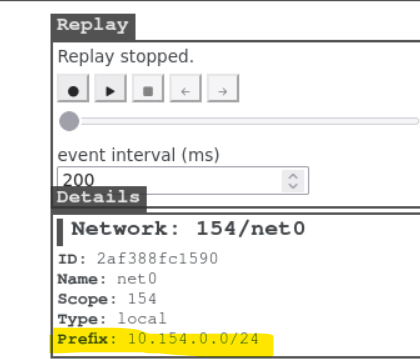 Replay
Replay stopped.
event interval (ms)
200
Details
Network: 154/net0
ID: 2af388fc1590
Name: net0
Scope: 154
Type: local
Prefix: 10.154.0.0/24